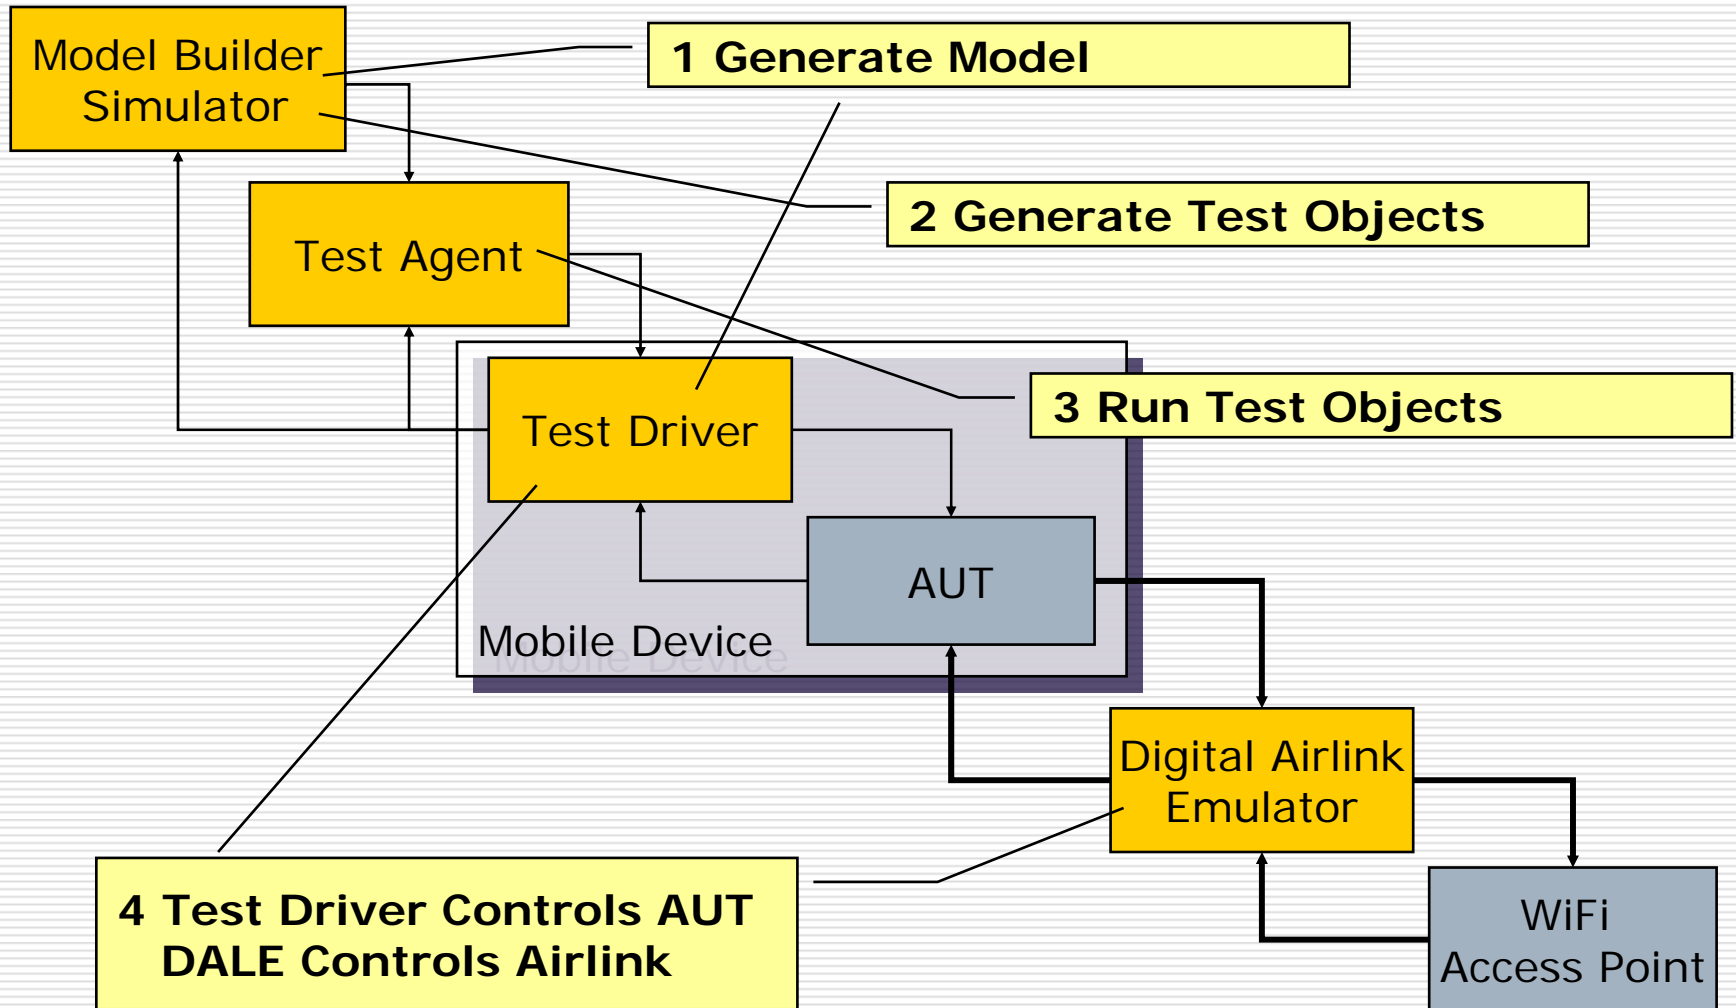 Model Builder
Simulator
1 Generate Model
2 Generate Test Objects
Test Agent
3 Run Test Objects
Test Driver
AUT
Mobile Device
Digital Airlink
Emulator
4 Test Driver Controls AUT
DALE Controls Airlink
WiFi
Access Point